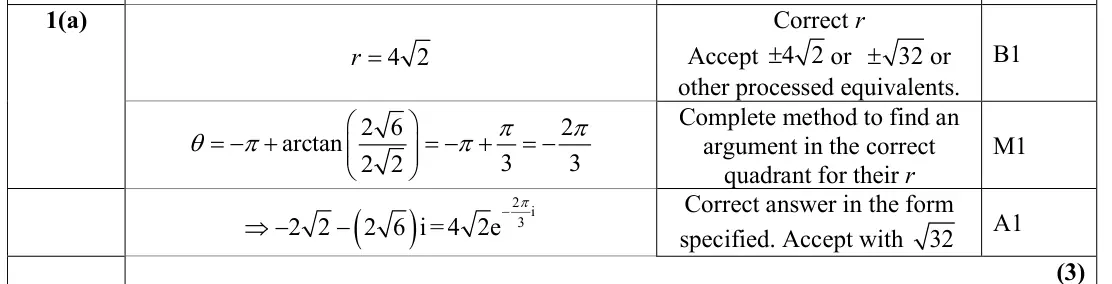 1(a)
r = 4√2
Correct r
Accept ±4√2 or ±√32 or
other processed equivalents.
B1
θ = −π + arctan(2√6/2√2) = −π + π/3 = −2π/3
Complete method to find an
argument in the correct
quadrant for their r
M1
⇒ −2√2 − (2√6)i = 4√2e^(−(2π/3)i)
Correct answer in the form
specified. Accept with √32
A1
(3)